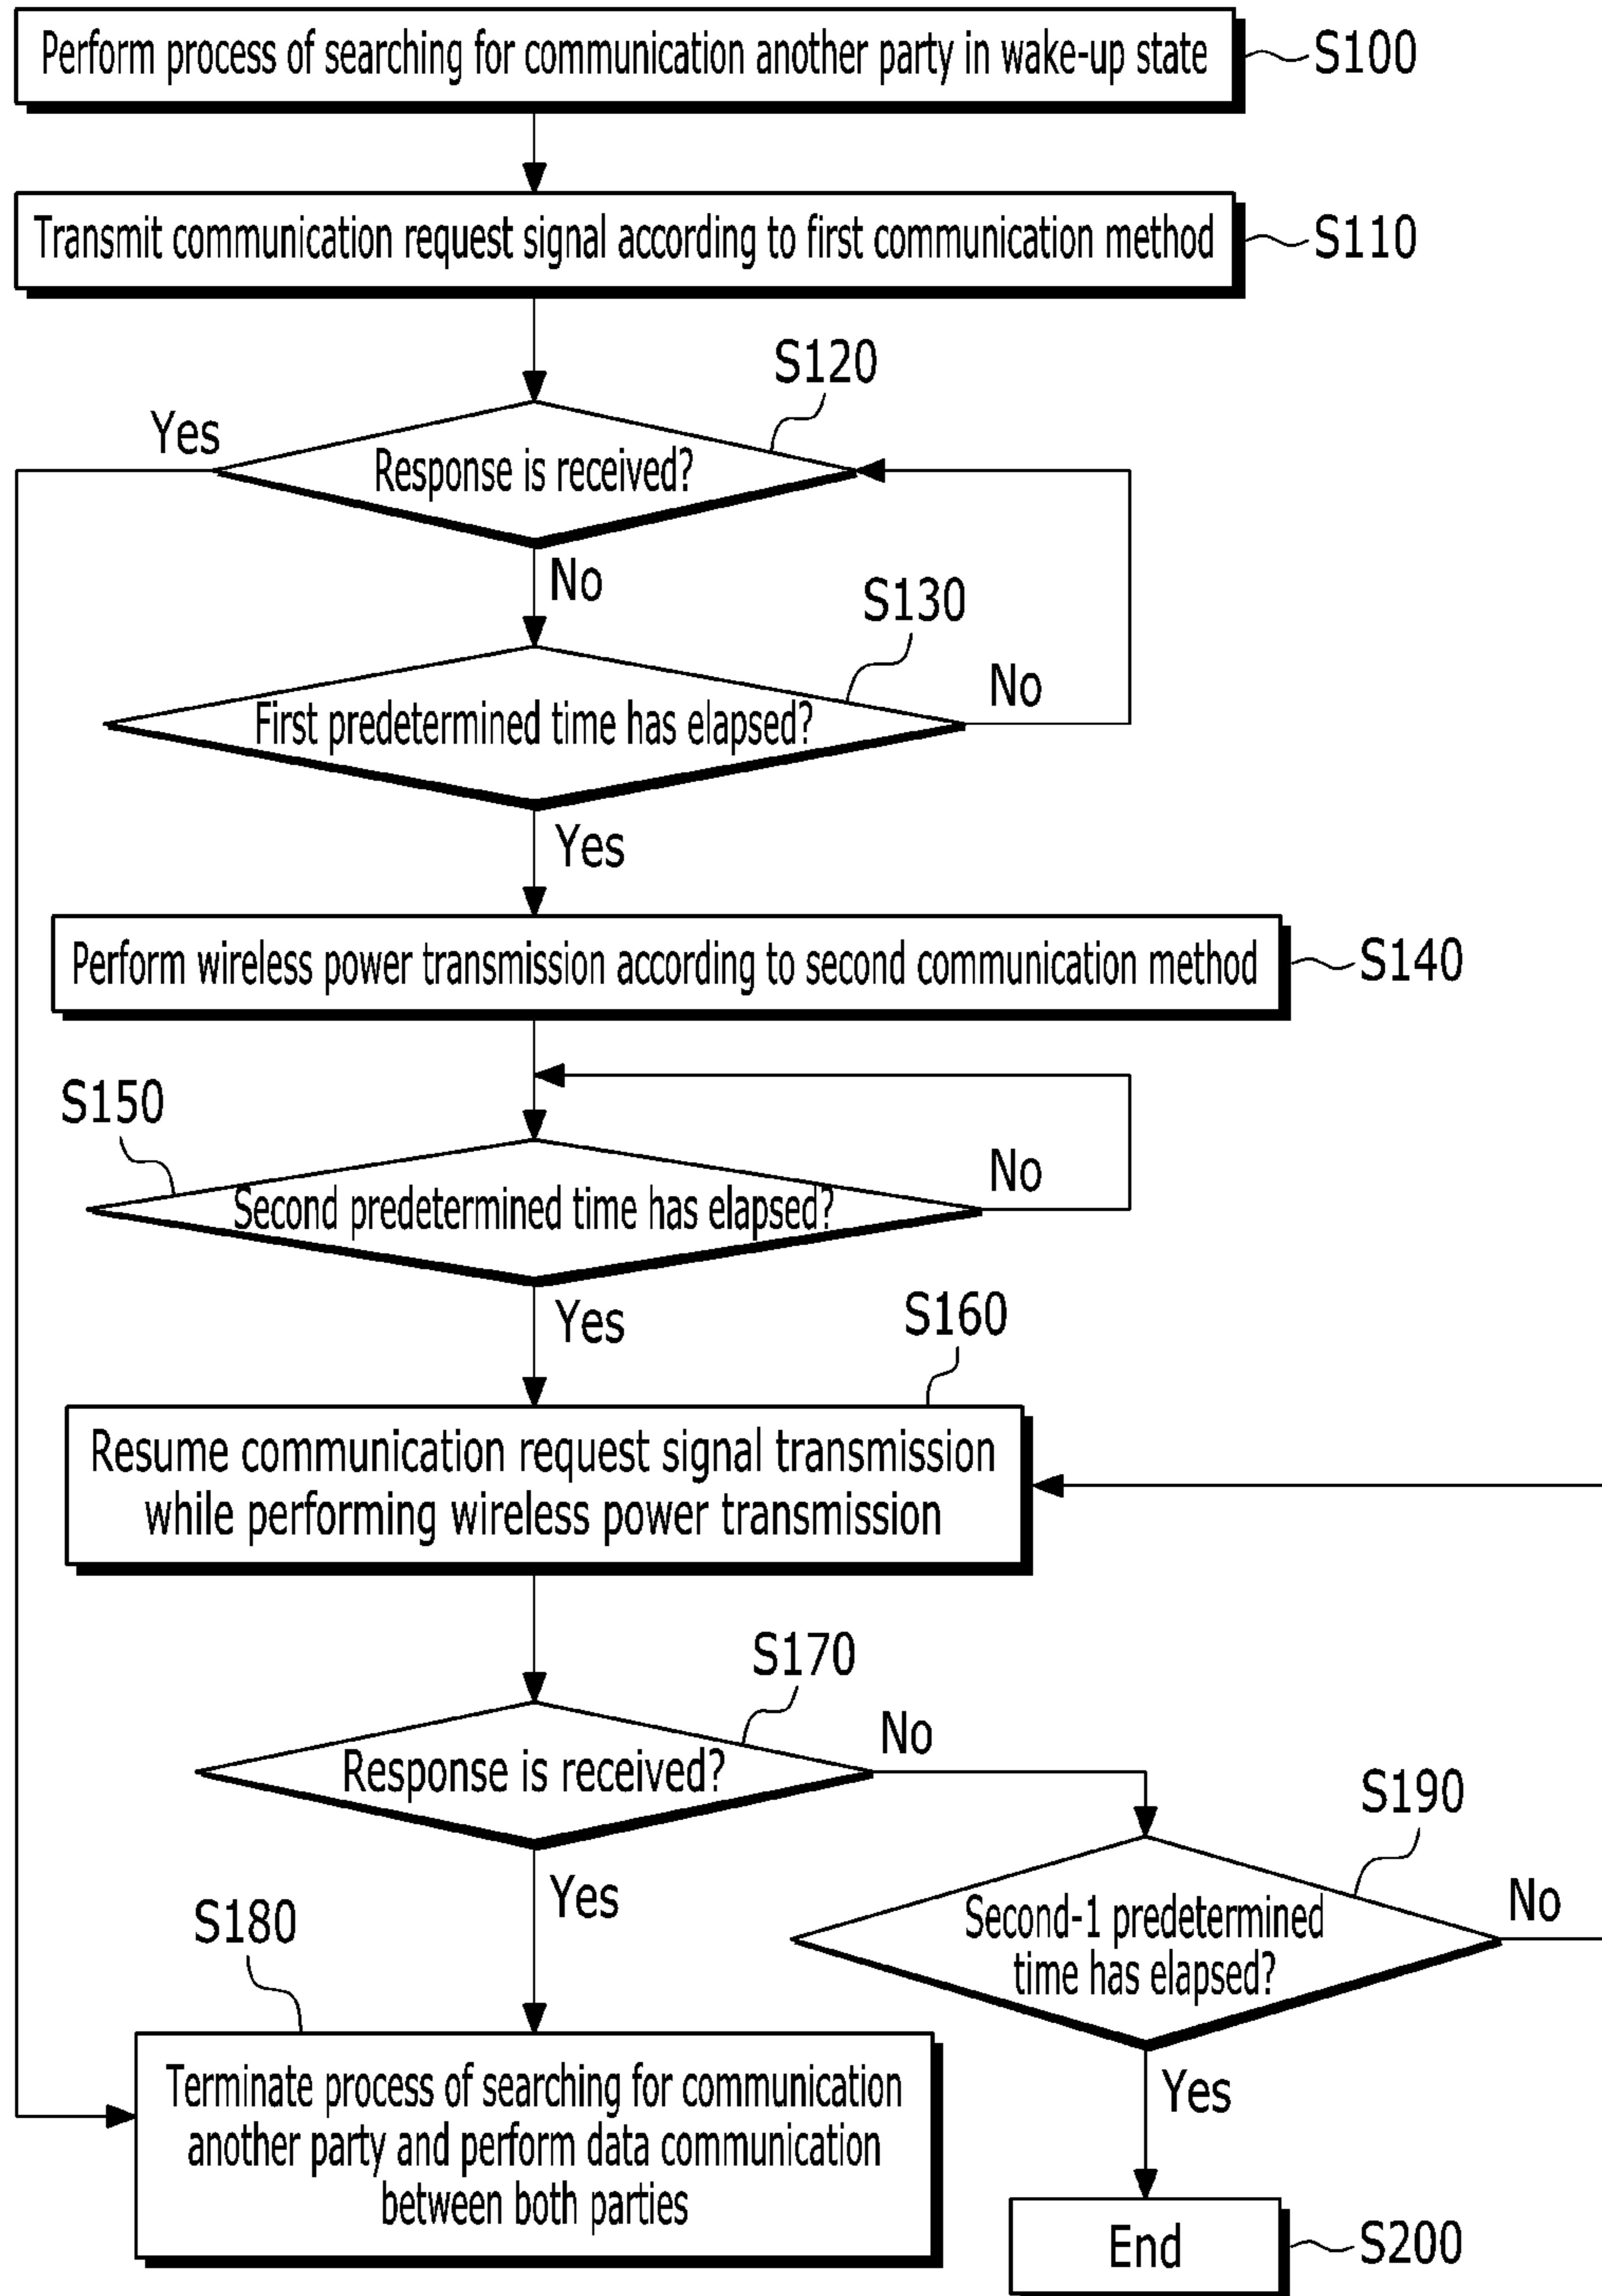 Perform process of searching for communication another party in wake-up state
S100
Transmit communication request signal according to first communication method
S110
S120
Yes
Response is received?
No
S130
No
First predetermined time has elapsed?
Yes
Perform wireless power transmission according to second communication method
S140
S150
No
Second predetermined time has elapsed?
Yes
S160
Resume communication request signal transmission
while performing wireless power transmission
S170
No
Response is received?
S190
Yes
No
Second-1 predetermined
time has elapsed?
S180
Yes
Terminate process of searching for communication
another party and perform data communication
between both parties
End
S200